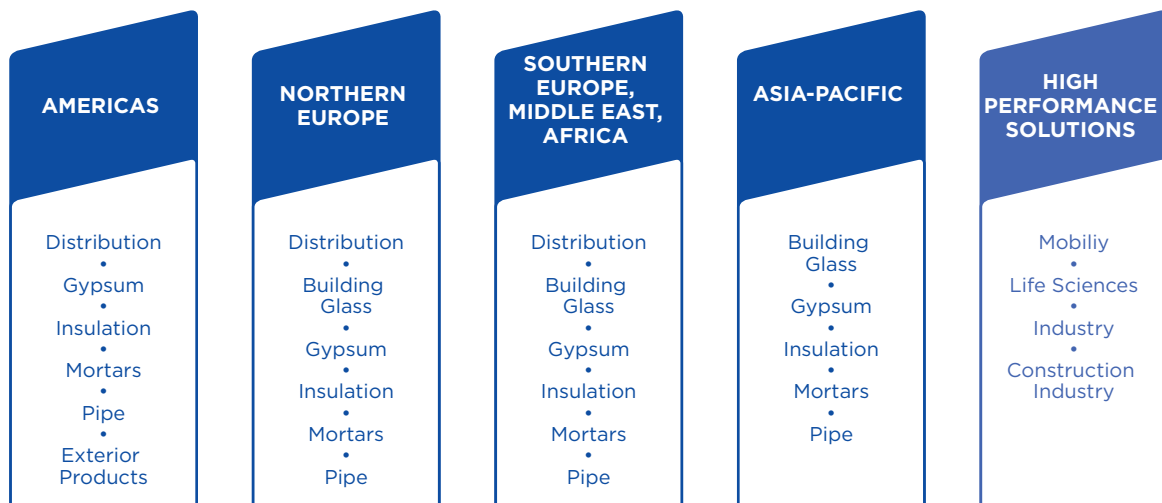 AMERICAS
Distribution
•
Gypsum
•
Insulation
•
Mortars
•
Pipe
•
Exterior
Products
NORTHERN
EUROPE
Distribution
•
Building
Glass
•
Gypsum
•
Insulation
•
Mortars
•
Pipe
SOUTHERN
EUROPE,
MIDDLE EAST,
AFRICA
Distribution
•
Building
Glass
•
Gypsum
•
Insulation
•
Mortars
•
Pipe
ASIA-PACIFIC
Building
Glass
•
Gypsum
•
Insulation
•
Mortars
•
Pipe
HIGH
PERFORMANCE
SOLUTIONS
Mobiliy
•
Life Sciences
•
Industry
•
Construction
Industry